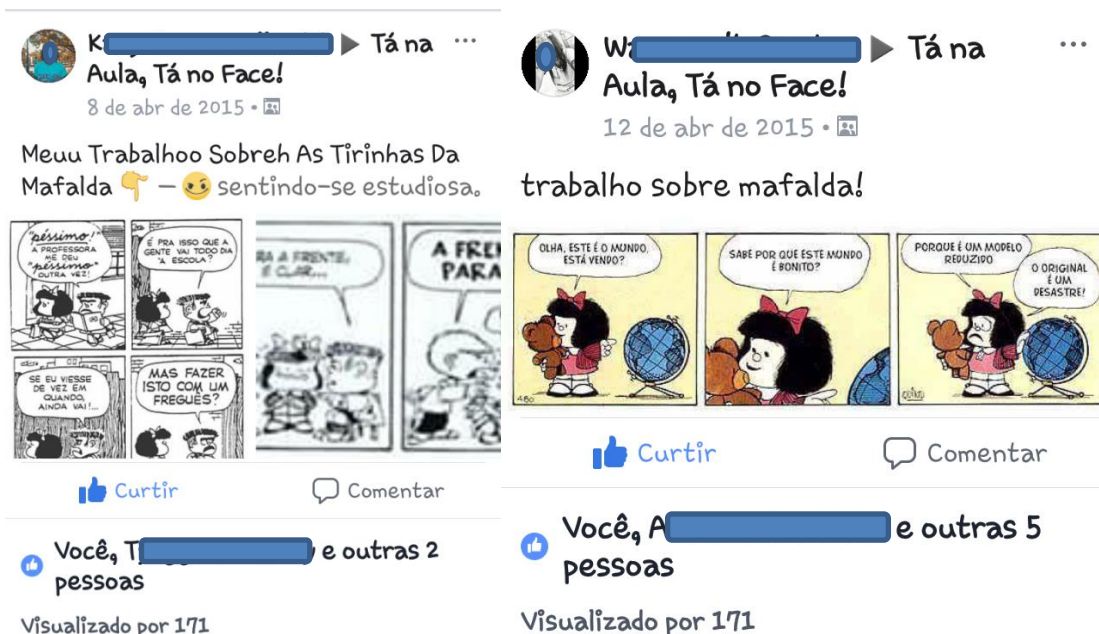 K
Tá na
Aula, Tá no Face!
8 de abr de 2015
Meuu Trabalhoo Sobreh As Tirinhas Da
Mafalda 👇 — sentindo-se estudiosa.
"péssimo!"
A PROFESSORA
ME DEU
"péssimo"
OUTRA VEZ!
É PRA ISSO QUE A
GENTE VAI TODO DIA
A ESCOLA?
SE EU VIESSE
DE VEZ EM
QUANDO,
AINDA VAI!...
MAS FAZER
ISTO COM UM
FREGUÊS?
RA A FRENTE,
É CLAR...
A FREN
PARA
Curtir
Comentar
Você, T
e outras 2
pessoas
Visualizado por 171
Tá na
Aula, Tá no Face!
12 de abr de 2015
trabalho sobre mafalda!
OLHA, ESTE É O MUNDO,
ESTÁ VENDO?
SABE POR QUE ESTE MUNDO
É BONITO?
PORQUE É UM MODELO
REDUZIDO
O ORIGINAL
É UM
DESASTRE!
Curtir
Comentar
Você, A
e outras 5
pessoas
Visualizado por 171